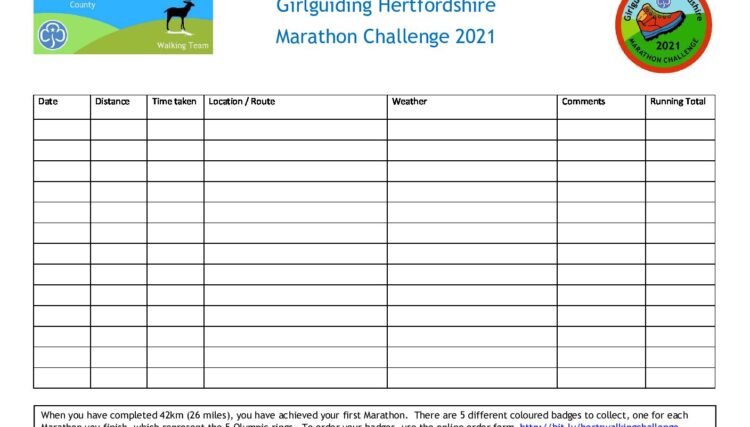 County
Walking Team
Girlguiding Hertfordshire
Marathon Challenge 2021
2021
MARATHON CHALLENGE
Date Distance Time taken Location / Route Weather Comments Running Total
When you have completed 42km (26 miles), you have achieved your first Marathon. There are 5 different coloured badges to collect, one for each
Marathon you finish, which represent the 5 Olympic rings. To order your badges, use the online order form